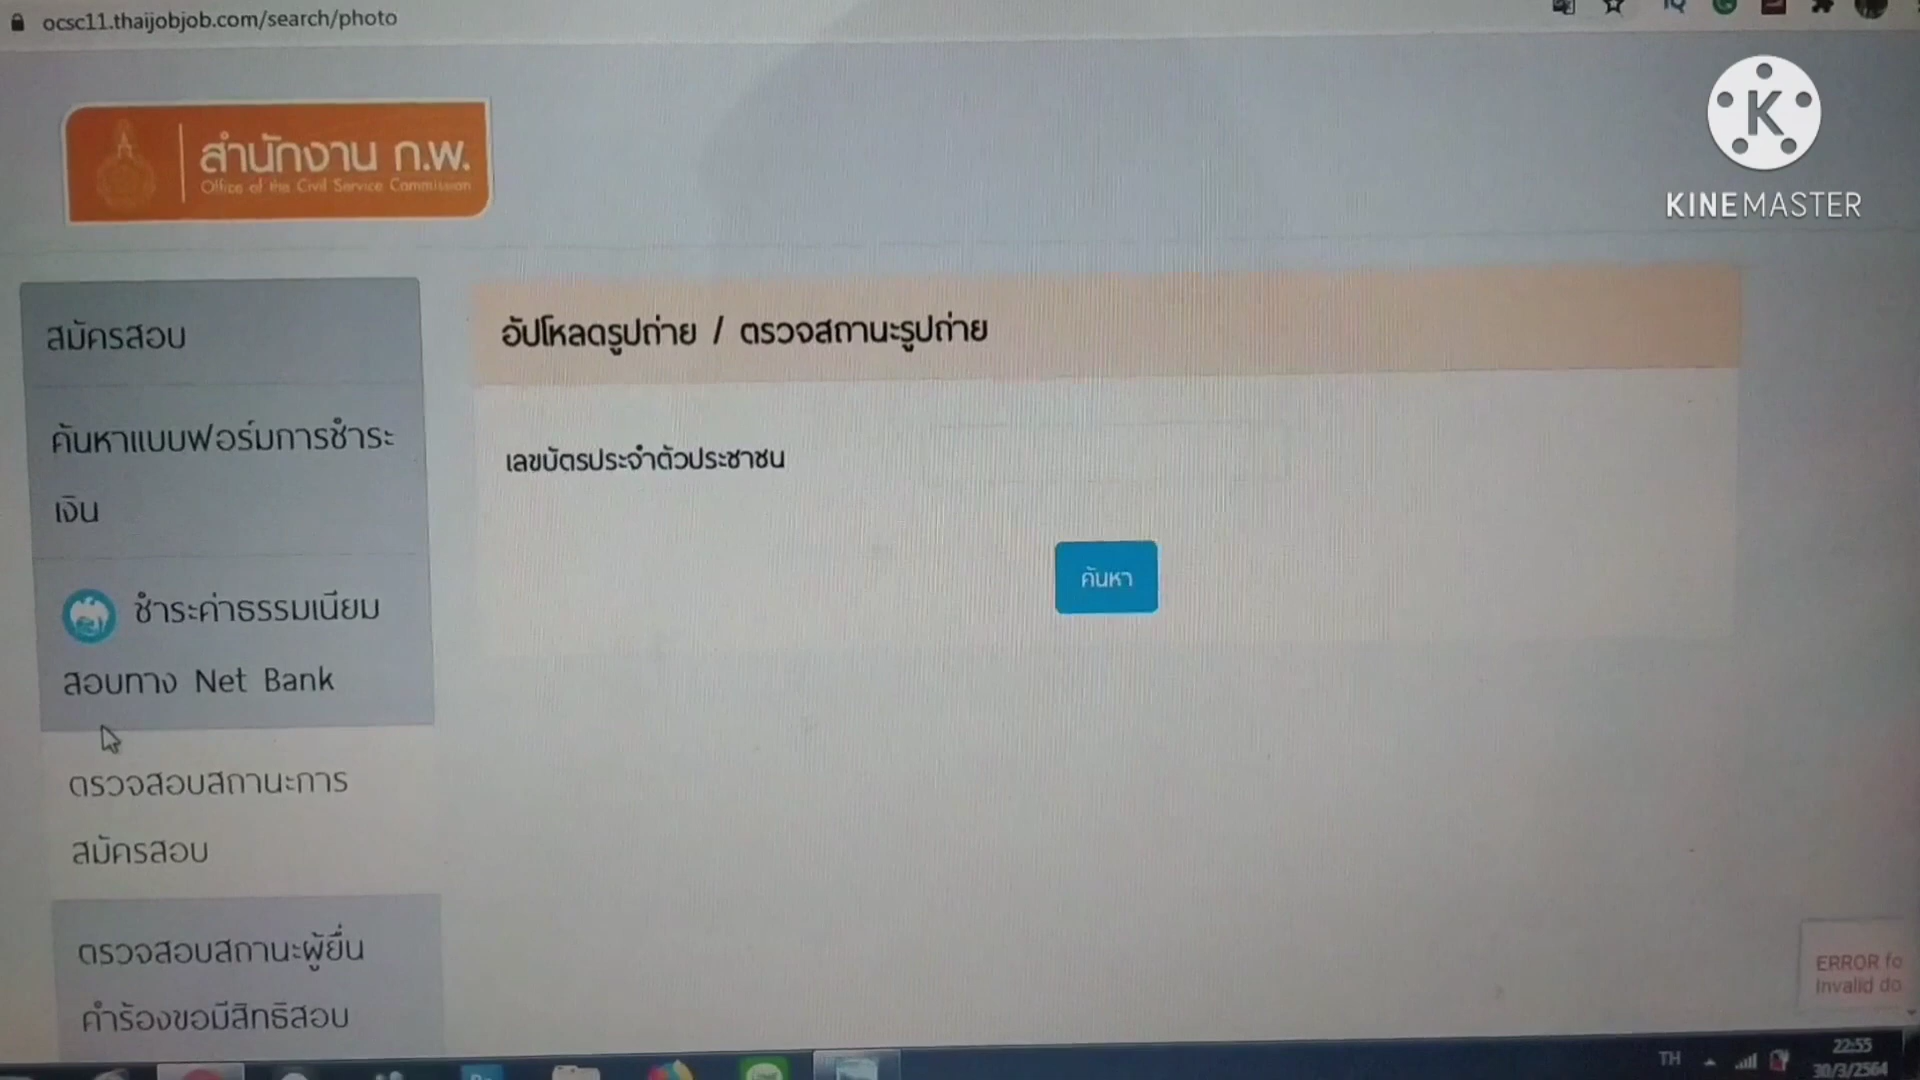 ocsc11.thaijobjob.com/search/photo
สำนักงาน ก.พ.
Office of the Civil Service Commission
K
KINEMASTER
สมัครสอบ
ค้นหาแบบฟอร์มการชำระ
เงิน
ชำระค่าธรรมเนียม
สอบทาง Net Bank
ตรวจสอบสถานะการ
สมัครสอบ
ตรวจสอบสถานะผู้ยื่น
คำร้องขอมีสิทธิสอบ
อัปโหลดรูปถ่าย / ตรวจสถานะรูปถ่าย
เลขบัตรประจำตัวประชาชน
ค้นหา
ERROR fo
Invalid do
TH
22:55
30/3/2564